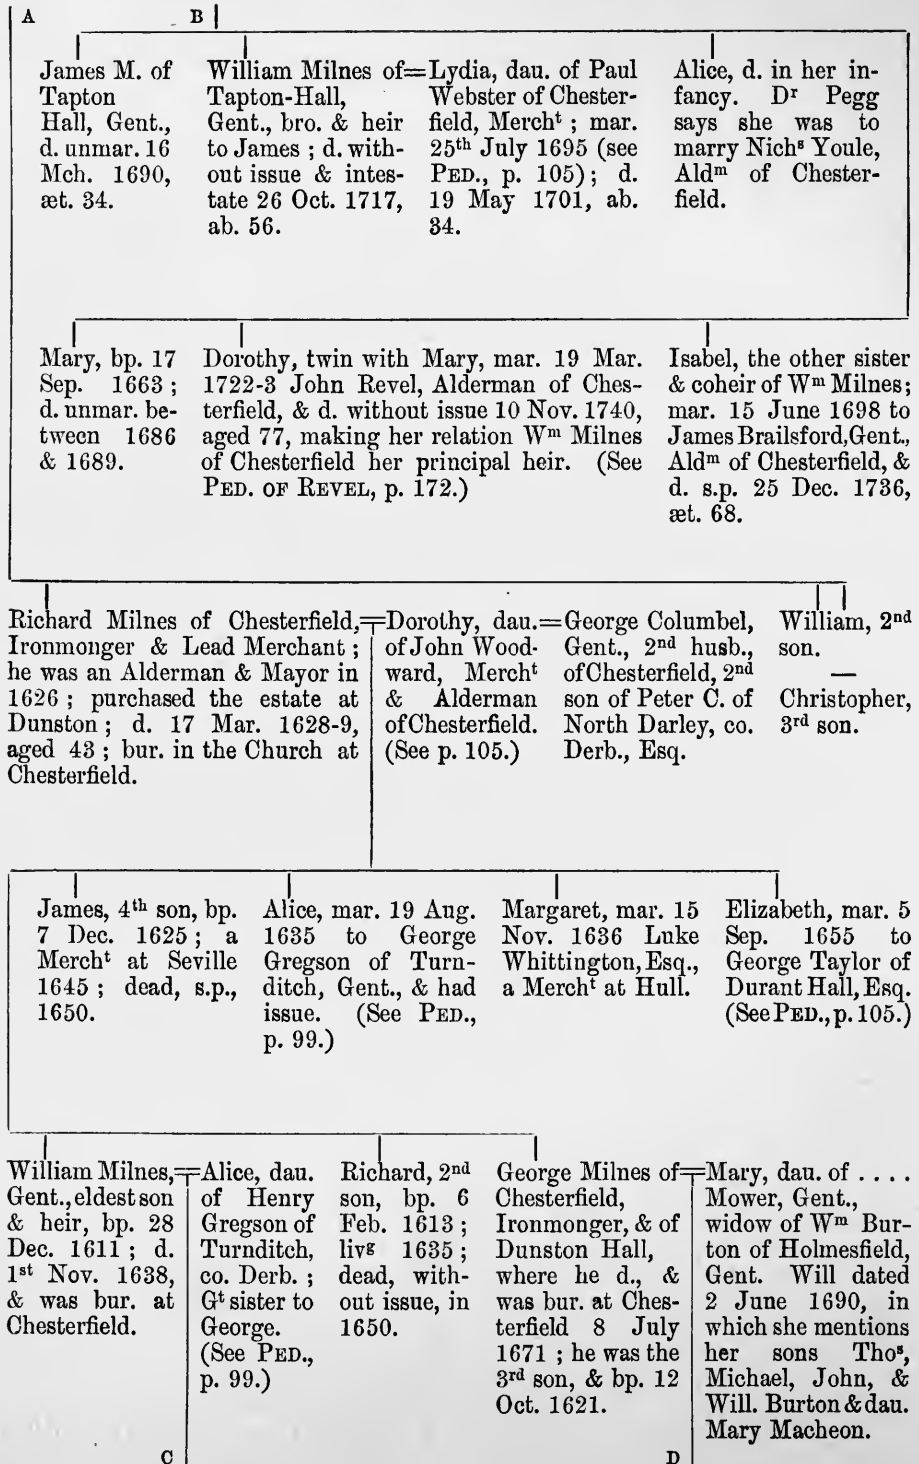 A B
James M. of
Tapton
Hall, Gent.,
d. unmar. 16
Mch. 1690,
æt. 34.
William Milnes of=
Tapton-Hall,
Gent., bro. & heir
to James ; d. with-
out issue & intes-
tate 26 Oct. 1717,
ab. 56.
Lydia, dau. of Paul
Webster of Chester-
field, Mercht ; mar.
25th July 1695 (see
PED., p. 105) ; d.
19 May 1701, ab.
34.
Alice, d. in her in-
fancy. Dr Pegg
says she was to
marry Nichs Youle,
Aldm of Chester-
field.
Mary, bp. 17
Sep. 1663 ;
d. unmar. be-
tween 1686
& 1689.
Dorothy, twin with Mary, mar. 19 Mar.
1722-3 John Revel, Alderman of Ches-
terfield, & d. without issue 10 Nov. 1740,
aged 77, making her relation Wm Milnes
of Chesterfield her principal heir. (See
PED. OF REVEL, p. 172.)
Isabel, the other sister
& coheir of Wm Milnes;
mar. 15 June 1698 to
James Brailsford, Gent.,
Aldm of Chesterfield, &
d. s.p. 25 Dec. 1736,
æt. 68.
Richard Milnes of Chesterfield,=
Ironmonger & Lead Merchant ;
he was an Alderman & Mayor in
1626 ; purchased the estate at
Dunston ; d. 17 Mar. 1628-9,
aged 43 ; bur. in the Church at
Chesterfield.
Dorothy, dau.=
of John Wood-
ward, Mercht
& Alderman
of Chesterfield.
(See p. 105.)
George Columbel,
Gent., 2nd husb.,
of Chesterfield, 2nd
son of Peter C. of
North Darley, co.
Derb., Esq.
William, 2nd
son.
—
Christopher,
3rd son.
James, 4th son, bp.
7 Dec. 1625 ; a
Mercht at Seville
1645 ; dead, s.p.,
1650.
Alice, mar. 19 Aug.
1635 to George
Gregson of Turn-
ditch, Gent., & had
issue. (See PED.,
p. 99.)
Margaret, mar. 15
Nov. 1636 Luke
Whittington, Esq.,
a Mercht at Hull.
Elizabeth, mar. 5
Sep. 1655 to
George Taylor of
Durant Hall, Esq.
(See PED., p. 105.)
William Milnes,=
Gent., eldest son
& heir, bp. 28
Dec. 1611 ; d.
1st Nov. 1638,
& was bur. at
Chesterfield.
Alice, dau.
of Henry
Gregson of
Turnditch,
co. Derb. ;
Gt sister to
George.
(See PED.,
p. 99.)
Richard, 2nd
son, bp. 6
Feb. 1613 ;
livg 1635 ;
dead, with-
out issue, in
1650.
George Milnes of=
Chesterfield,
Ironmonger, & of
Dunston Hall,
where he d., &
was bur. at Ches-
terfield 8 July
1671 ; he was the
3rd son, & bp. 12
Oct. 1621.
Mary, dau. of . . . .
Mower, Gent.,
widow of Wm Bur-
ton of Holmesfield,
Gent. Will dated
2 June 1690, in
which she mentions
her sons Thos,
Michael, John, &
Will. Burton & dau.
Mary Macheon.
C D